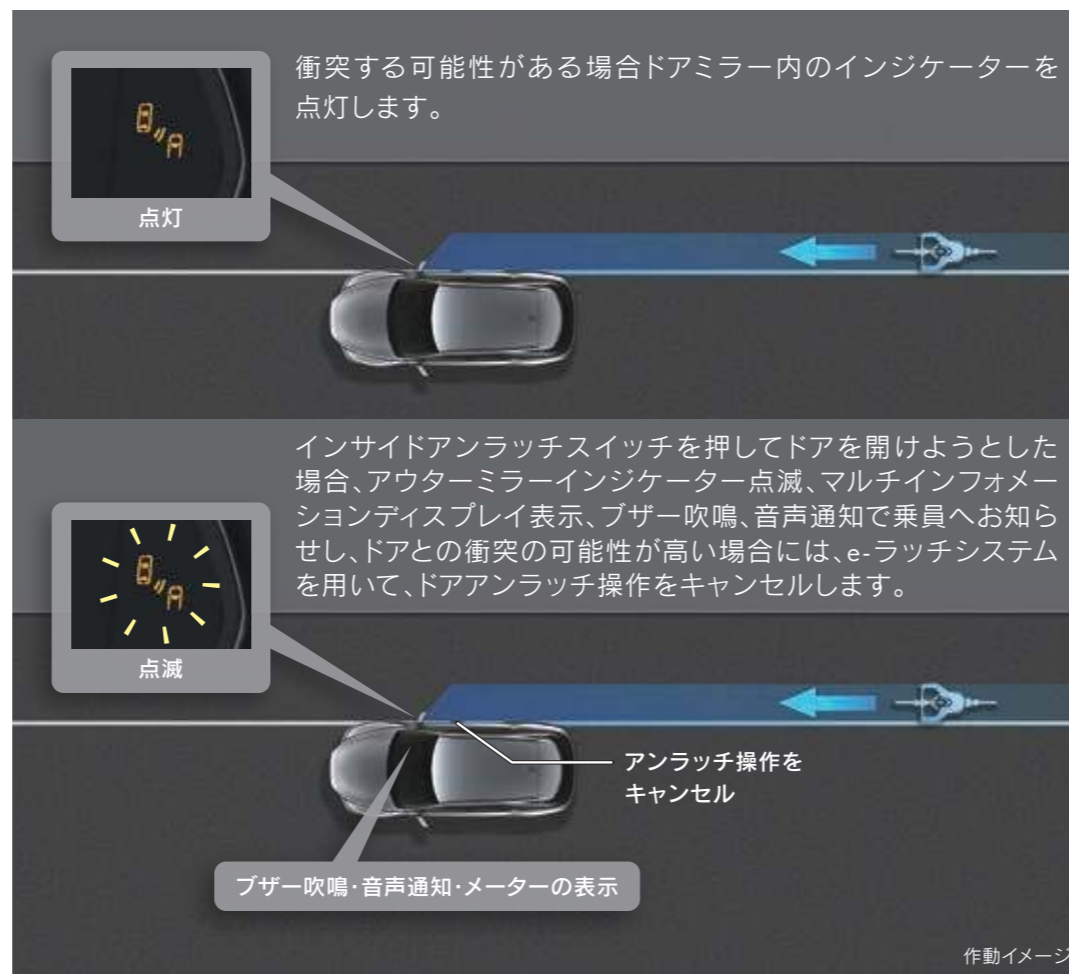 衝突する可能性がある場合ドアミラー内のインジケーターを
点灯します。
点灯
インサイドアンラッチスイッチを押してドアを開けようとした
場合、アウターミラーインジケーター点滅、マルチインフォメー
ションディスプレイ表示、ブザー吹鳴、音声通知で乗員へお知ら
せし、ドアとの衝突の可能性が高い場合には、e-ラッチシステム
を用いて、ドアアンラッチ操作をキャンセルします。
点滅
アンラッチ操作を
キャンセル
ブザー吹鳴・音声通知・メーターの表示
作動イメージ